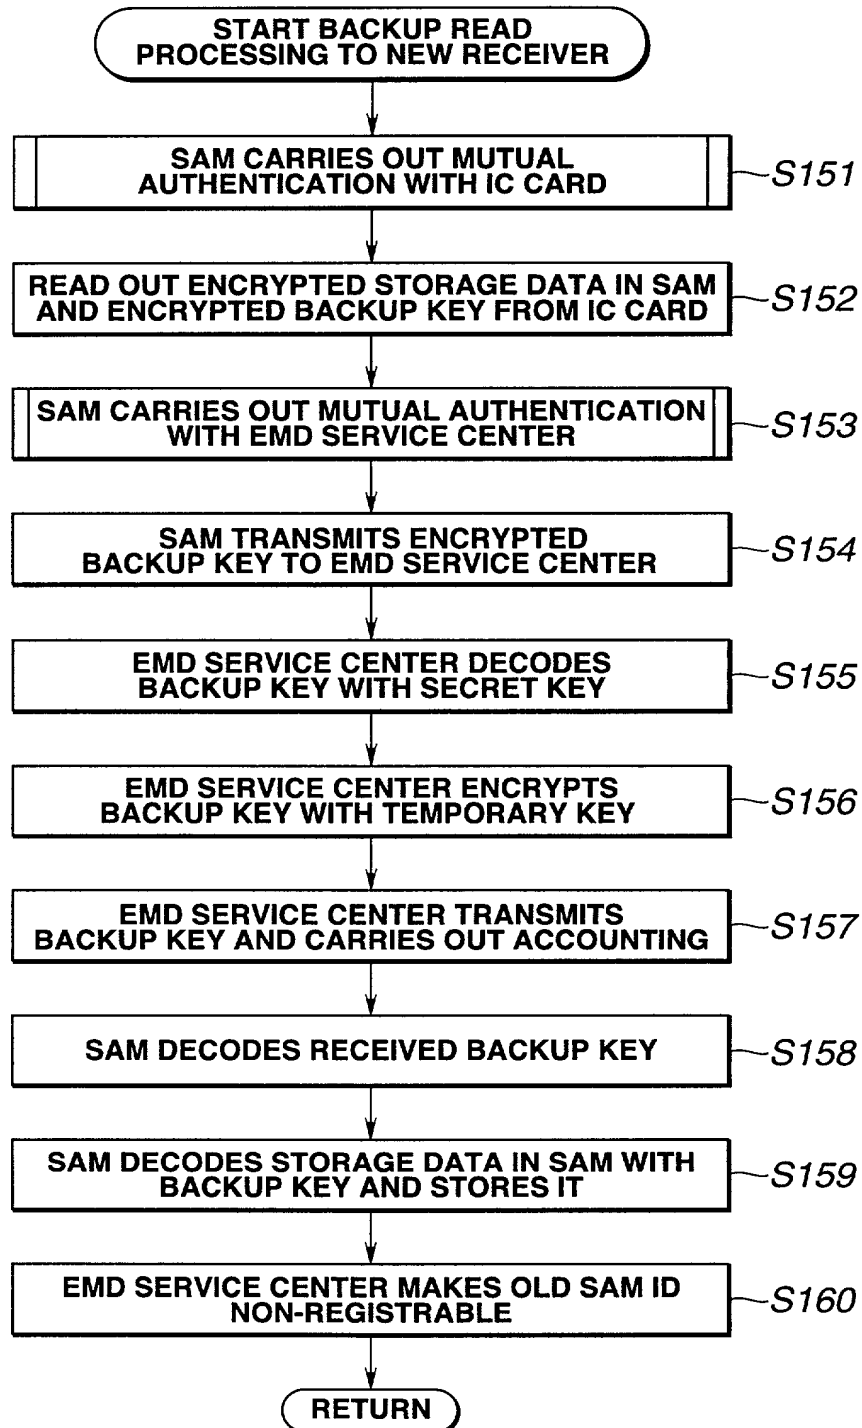 START BACKUP READ
PROCESSING TO NEW RECEIVER
SAM CARRIES OUT MUTUAL
AUTHENTICATION WITH IC CARD
S151
READ OUT ENCRYPTED STORAGE DATA IN SAM
AND ENCRYPTED BACKUP KEY FROM IC CARD
S152
SAM CARRIES OUT MUTUAL AUTHENTICATION
WITH EMD SERVICE CENTER
S153
SAM TRANSMITS ENCRYPTED
BACKUP KEY TO EMD SERVICE CENTER
S154
EMD SERVICE CENTER DECODES
BACKUP KEY WITH SECRET KEY
S155
EMD SERVICE CENTER ENCRYPTS
BACKUP KEY WITH TEMPORARY KEY
S156
EMD SERVICE CENTER TRANSMITS
BACKUP KEY AND CARRIES OUT ACCOUNTING
S157
SAM DECODES RECEIVED BACKUP KEY
S158
SAM DECODES STORAGE DATA IN SAM WITH
BACKUP KEY AND STORES IT
S159
EMD SERVICE CENTER MAKES OLD SAM ID
NON-REGISTRABLE
S160
RETURN